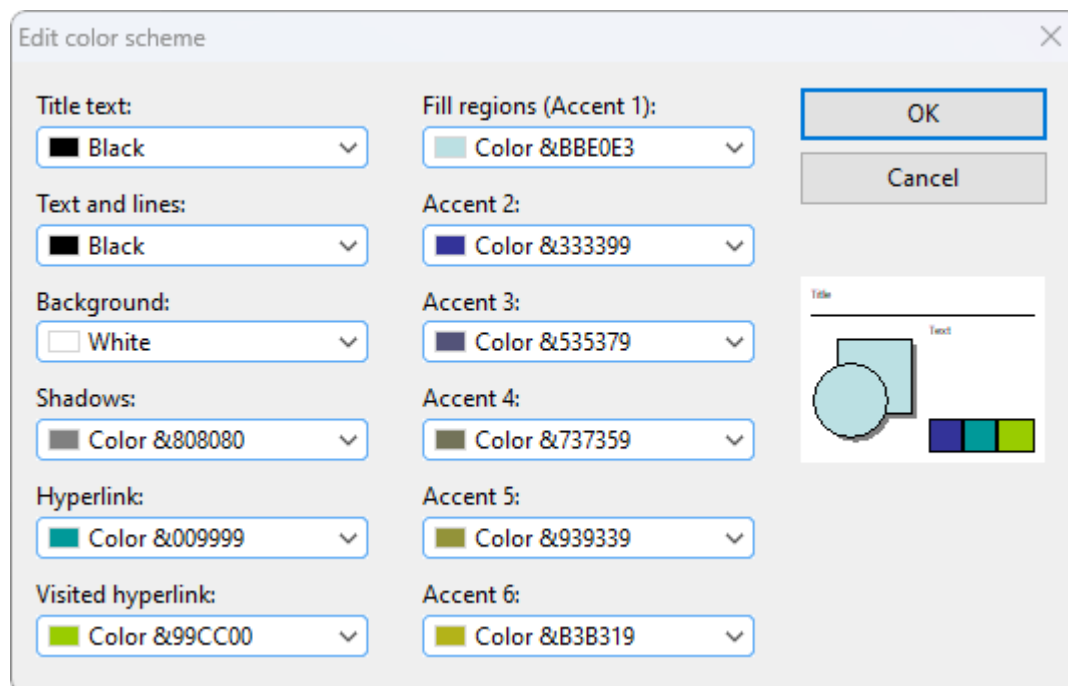 Edit color scheme
Title text:
Black
Text and lines:
Black
Background:
White
Shadows:
Color &808080
Hyperlink:
Color &009999
Visited hyperlink:
Color &99CC00
Fill regions (Accent 1):
Color &BBE0E3
Accent 2:
Color &333399
Accent 3:
Color &535379
Accent 4:
Color &737359
Accent 5:
Color &939339
Accent 6:
Color &B3B319
OK
Cancel
Title
Text